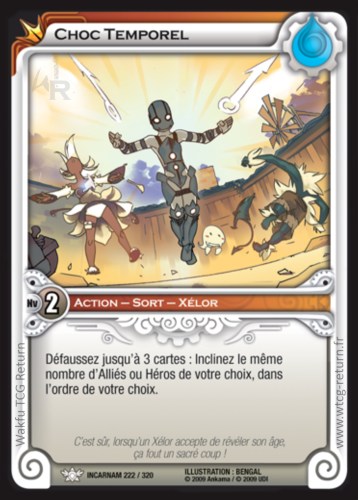 CHOC TEMPOREL
R
Nv 2 ACTION – SORT – XÉLOR
Défaussez jusqu'à 3 cartes : Inclinez le même
nombre d'Alliés ou Héros de votre choix, dans
l'ordre de votre choix.
C'est sûr, lorsqu'un Xélor accepte de révéler son âge,
ça fout un sacré coup !
INCARNAM 222 / 320
ILLUSTRATION : BENGAL
© 2009 Ankama / © 2009 UDI
Wakfu TCG Return
www.wtcg-return.fr